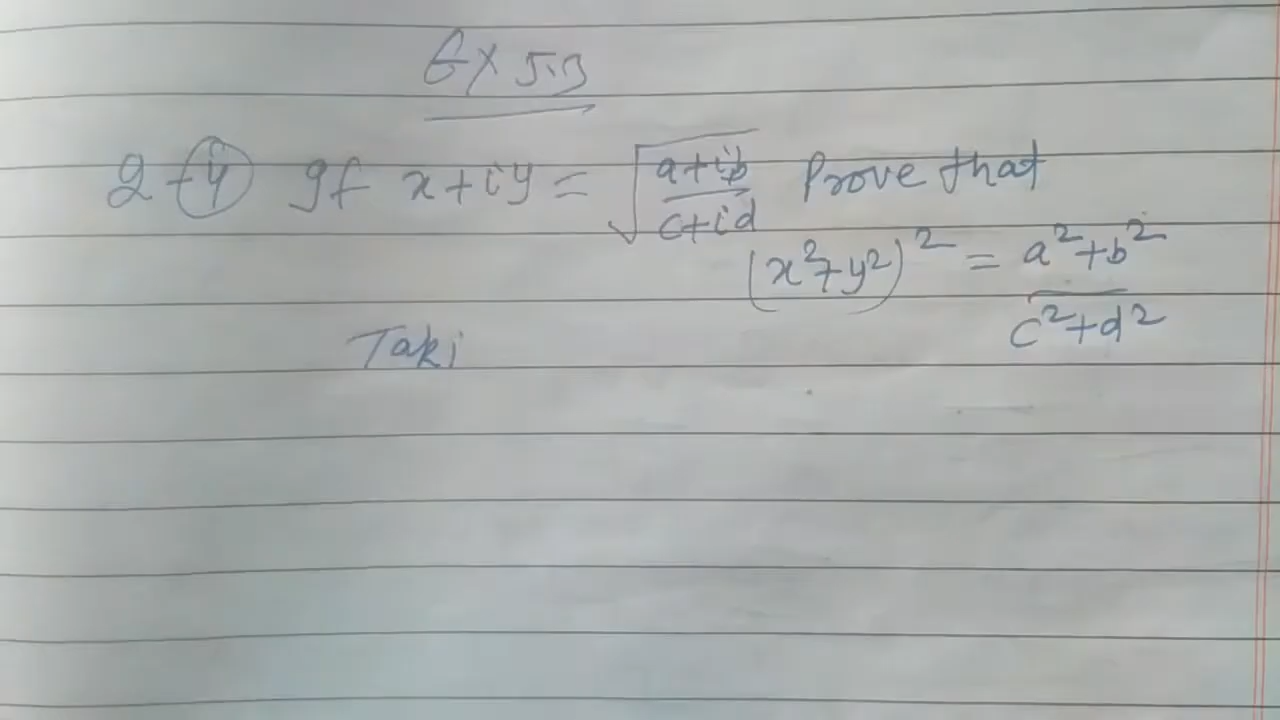 Ex 5.3
Q-4 If x+iy = √(a+ib)/(c+id) Prove that
(x²+y²)² = (a²+b²)/(c²+d²)
Taki